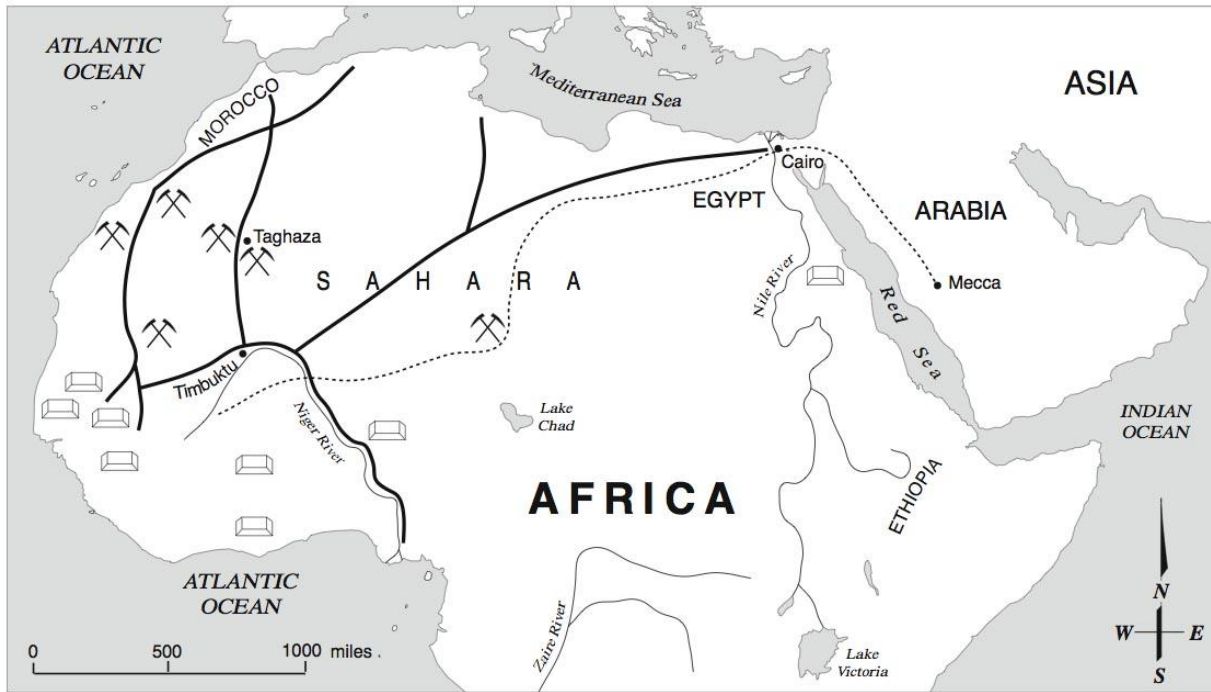 ATLANTIC
OCEAN
ASIA
Mediterranean Sea
MOROCCO
Cairo
EGYPT
ARABIA
Taghaza
SAHARA
Nile River
Mecca
Red Sea
Timbuktu
Niger River
Lake
Chad
INDIAN
OCEAN
AFRICA
ETHIOPIA
ATLANTIC
OCEAN
Zaire River
Lake
Victoria
0 500 1000 miles .
N
W E
S